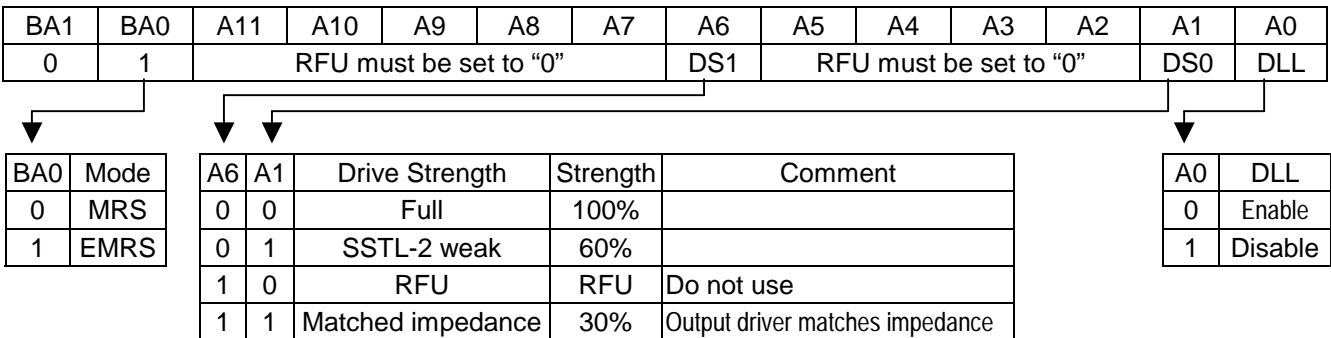 BA1 BA0 A11 A10 A9 A8 A7 A6 A5 A4 A3 A2 A1 A0
0 1 RFU must be set to “0” DS1 RFU must be set to “0” DS0 DLL
BA0 Mode
0 MRS
1 EMRS
A6 A1 Drive Strength Strength Comment
0 0 Full 100%
0 1 SSTL-2 weak 60%
1 0 RFU RFU Do not use
1 1 Matched impedance 30% Output driver matches impedance
A0 DLL
0 Enable
1 Disable